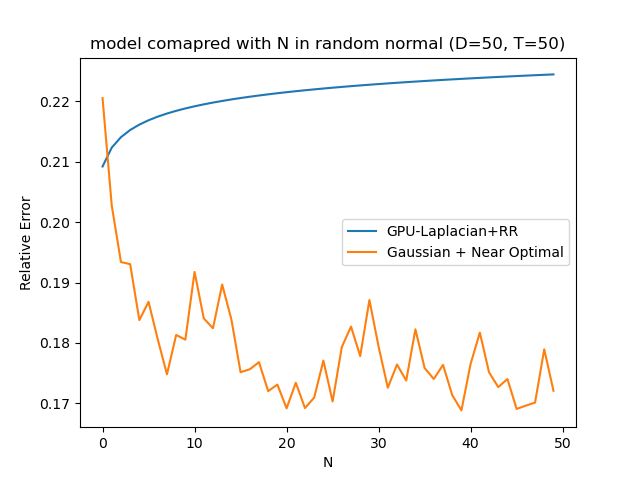 model comapred with N in random normal (D=50, T=50)
Relative Error
0.22
0.21
0.20
0.19
0.18
0.17
GPU-Laplacian+RR
Gaussian + Near Optimal
0 10 20 30 40 50
N